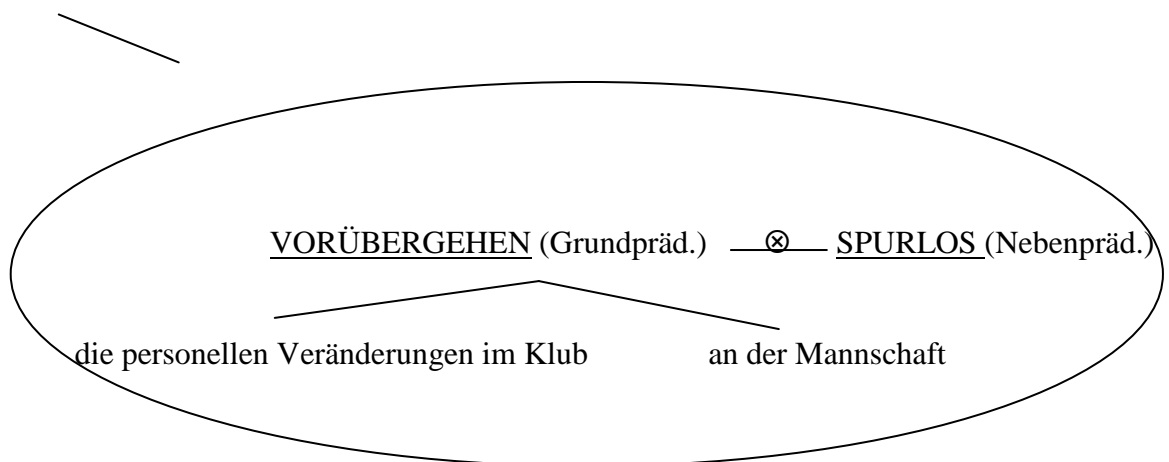 VORÜBERGEHEN (Grundpräd.) ⊗ SPURLOS (Nebenpräd.)
die personellen Veränderungen im Klub an der Mannschaft